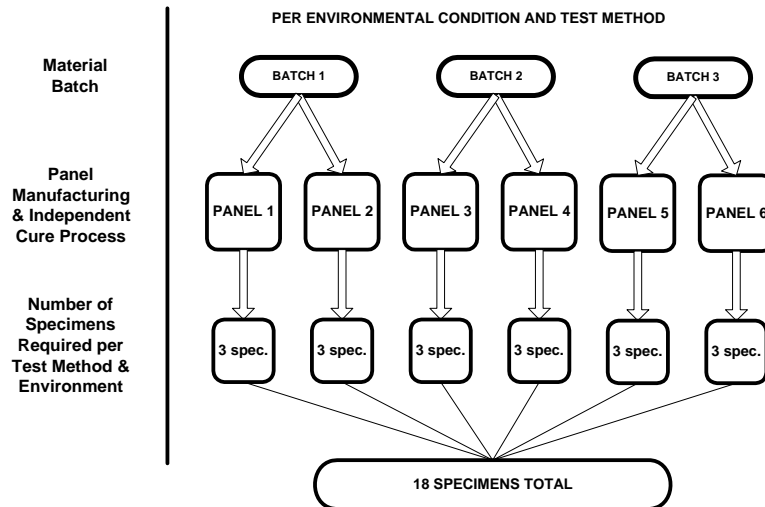 PER ENVIRONMENTAL CONDITION AND TEST METHOD
Material
Batch
BATCH 1
BATCH 2
BATCH 3
Panel
Manufacturing
& Independent
Cure Process
PANEL 1
PANEL 2
PANEL 3
PANEL 4
PANEL 5
PANEL 6
Number of
Specimens
Required per
Test Method &
Environment
3 spec.
3 spec.
3 spec.
3 spec.
3 spec.
3 spec.
18 SPECIMENS TOTAL